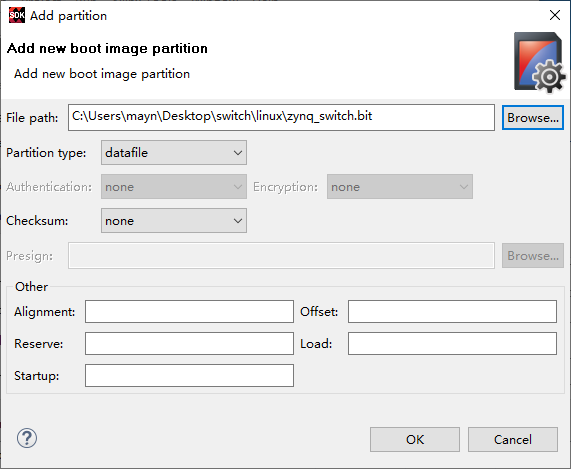 SDK Add partition
Add new boot image partition
Add new boot image partition
File path: C:\Users\mayn\Desktop\switch\linux\zynq_switch.bit Browse...
Partition type: datafile
Authentication: none Encryption: none
Checksum: none
Presign: Browse...
Other
Alignment: Offset:
Reserve: Load:
Startup:
? OK Cancel